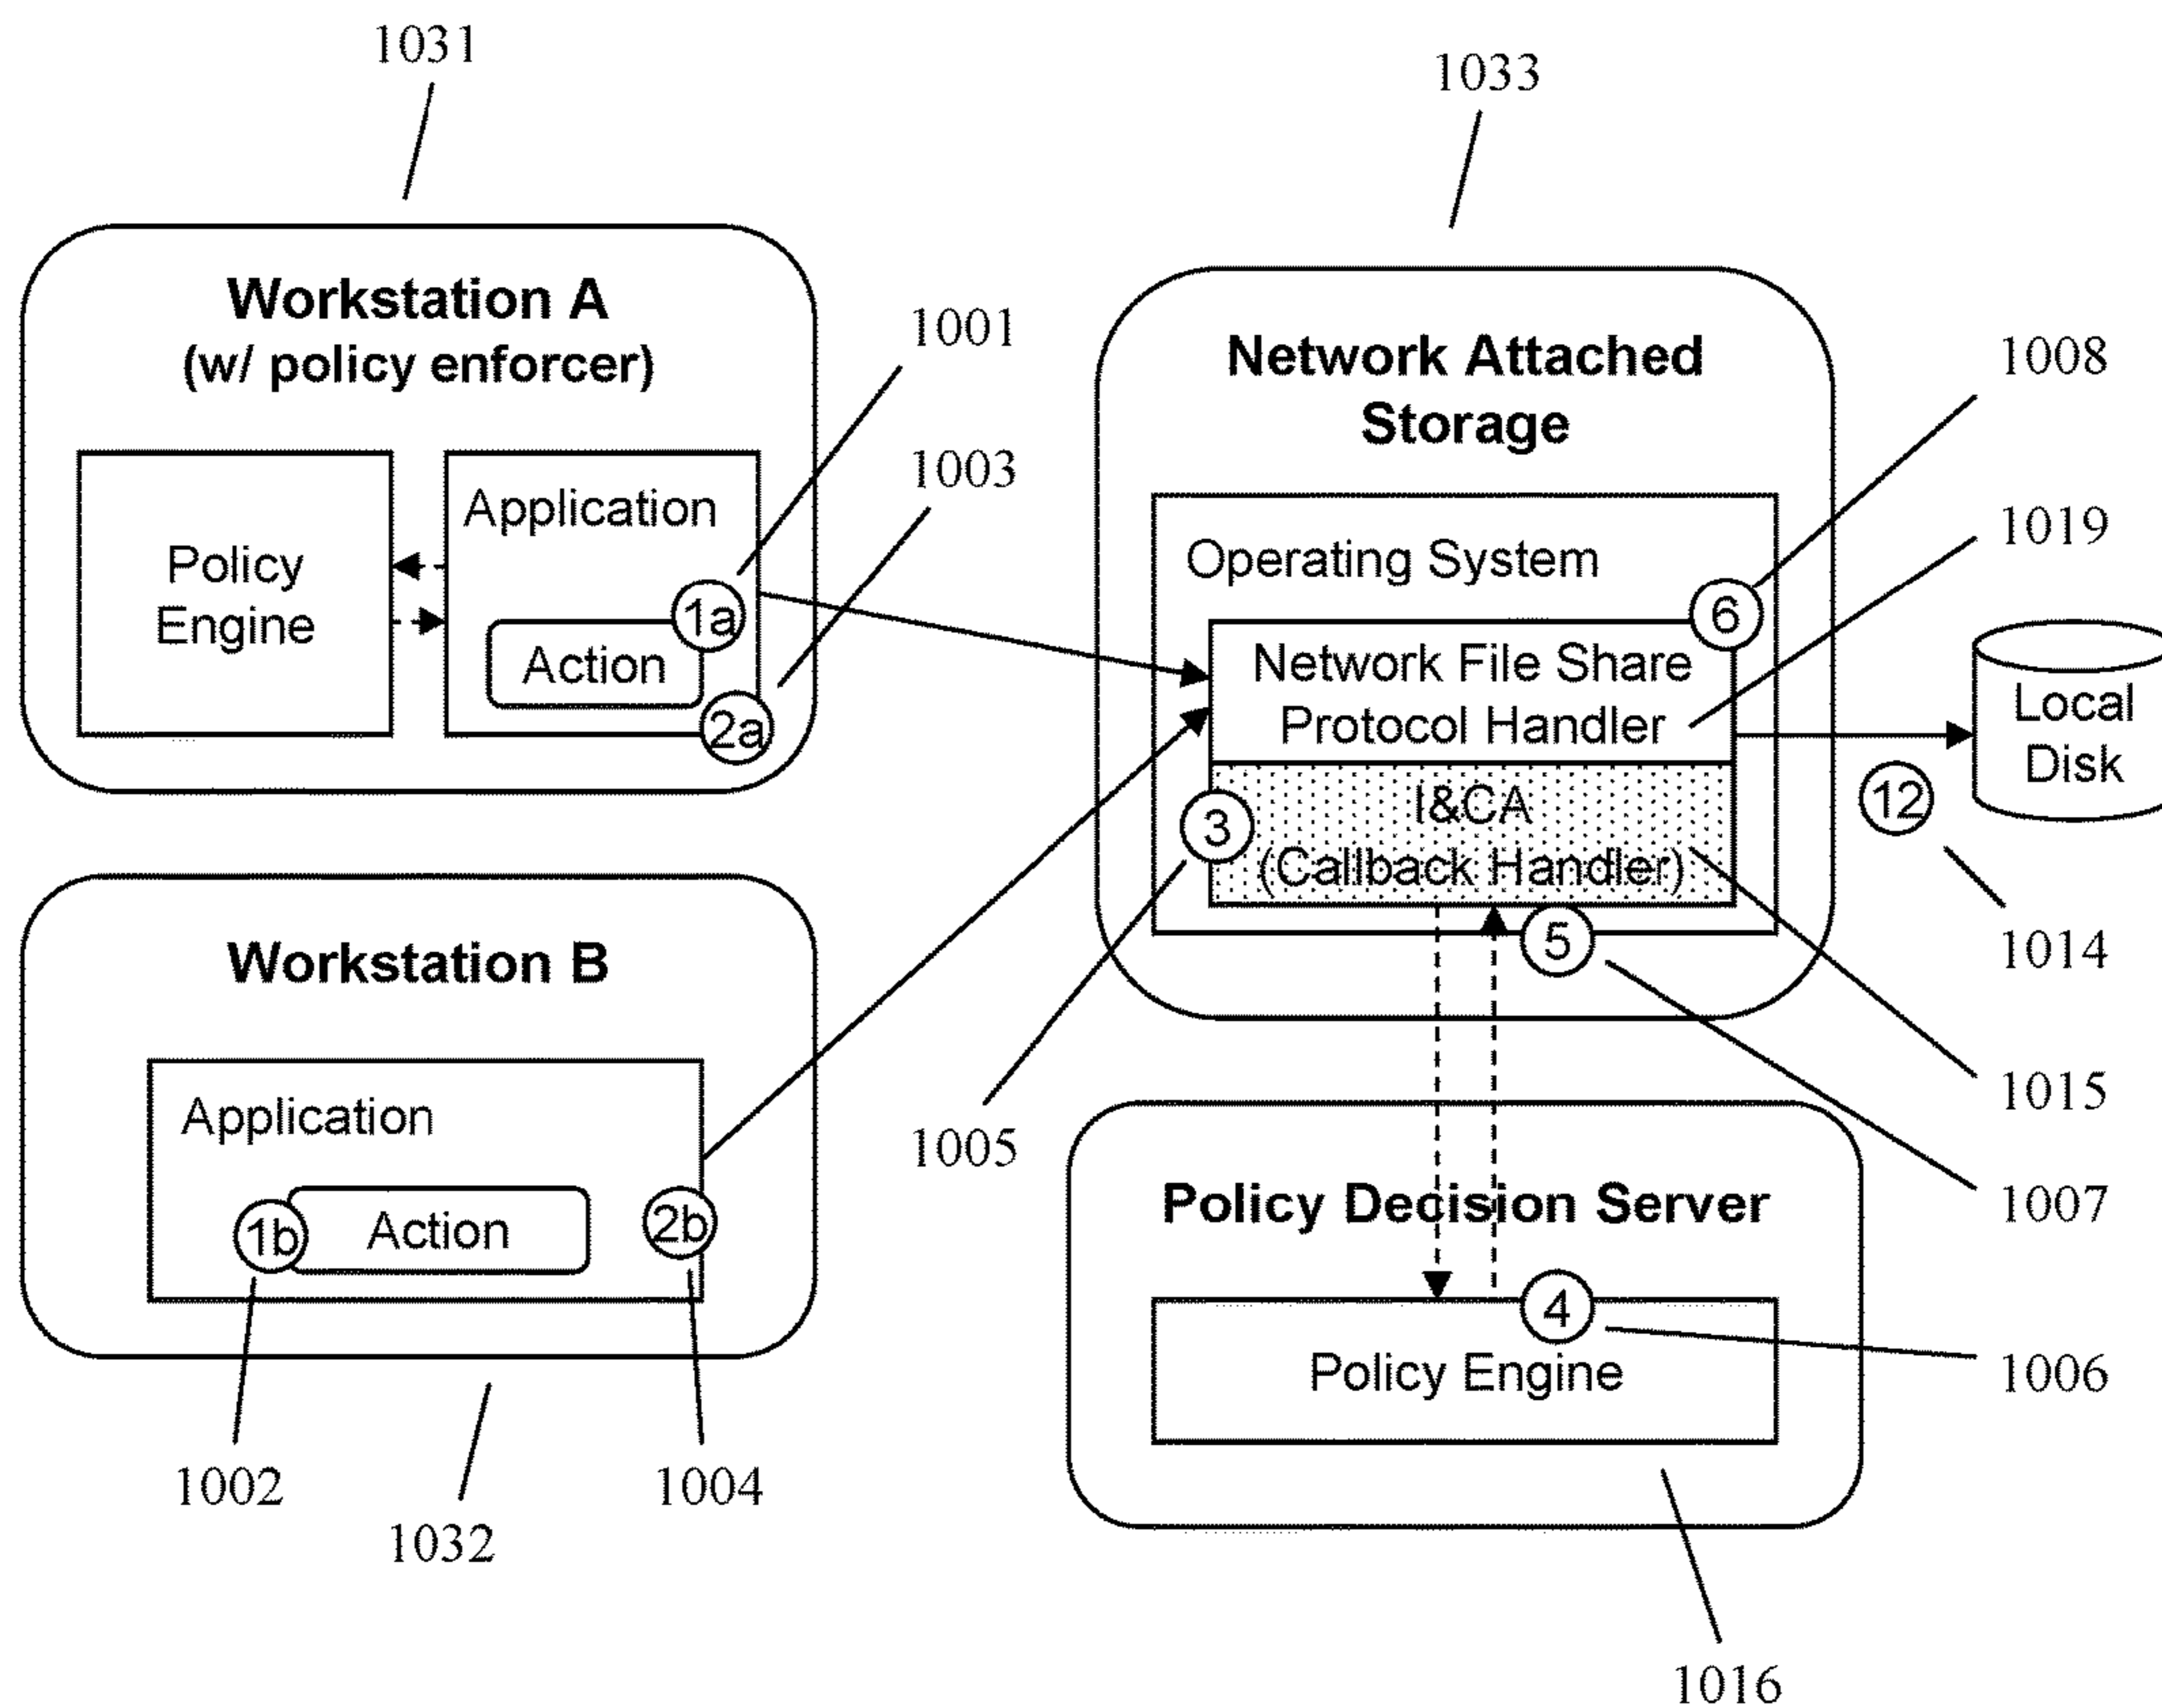 1031
1033
Workstation A
(w/ policy enforcer)
Policy
Engine
Application
Action
1a
2a
1001
1003
Network Attached
Storage
Operating System
6
Network File Share
Protocol Handler
I&CA
(Callback Handler)
3
5
1008
1019
Local
Disk
12
1014
Workstation B
Application
1b
Action
2b
1002
1004
1032
1005
1015
1007
Policy Decision Server
4
Policy Engine
1006
1016